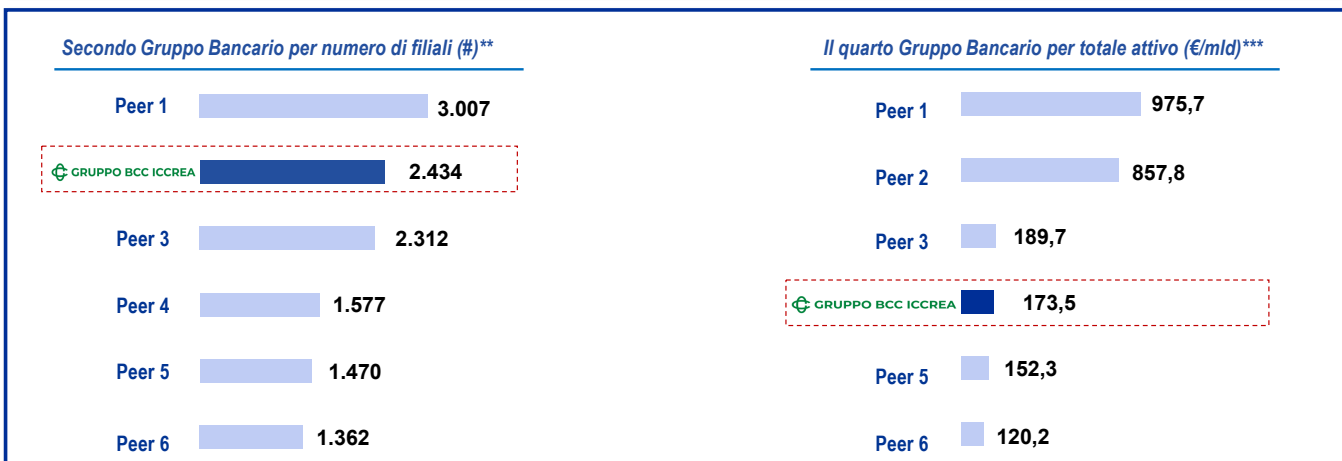 Secondo Gruppo Bancario per numero di filiali (#)**
Peer 1 3.007
GRUPPO BCC ICCREA 2.434
Peer 3 2.312
Peer 4 1.577
Peer 5 1.470
Peer 6 1.362
Il quarto Gruppo Bancario per totale attivo (€/mld)***
Peer 1 975,7
Peer 2 857,8
Peer 3 189,7
GRUPPO BCC ICCREA 173,5
Peer 5 152,3
Peer 6 120,2